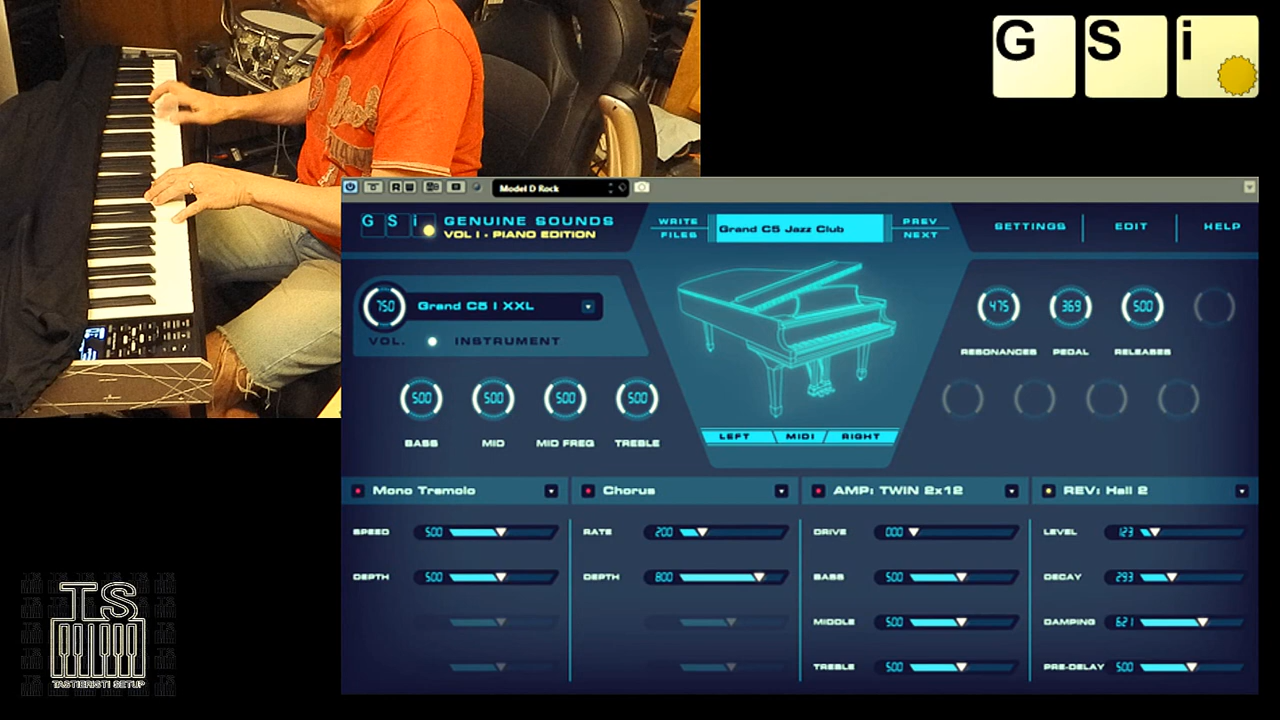 G S i
Model D Rock
G S i
GENUINE SOUNDS
VOL I - PIANO EDITION
WRITE
FILES
Grand C5 Jazz Club
PREV
NEXT
SETTINGS
EDIT
HELP
750
Grand C5 | XXL
VOL.
INSTRUMENT
475
369
500
RESONANCES
PEDAL
RELEASES
500
500
500
500
BASS
MID
MID FREQ
TREBLE
LEFT
MIDI
RIGHT
Mono Tremolo
Chorus
AMP: TWIN 2x12
REV: Hall 2
SPEED 500
RATE 200
DRIVE 000
LEVEL 123
DEPTH 500
DEPTH 800
BASS 500
DECAY 293
MIDDLE 500
DAMPING 621
TREBLE 500
PRE-DELAY 500
TS
TASTIERISTI SETUP